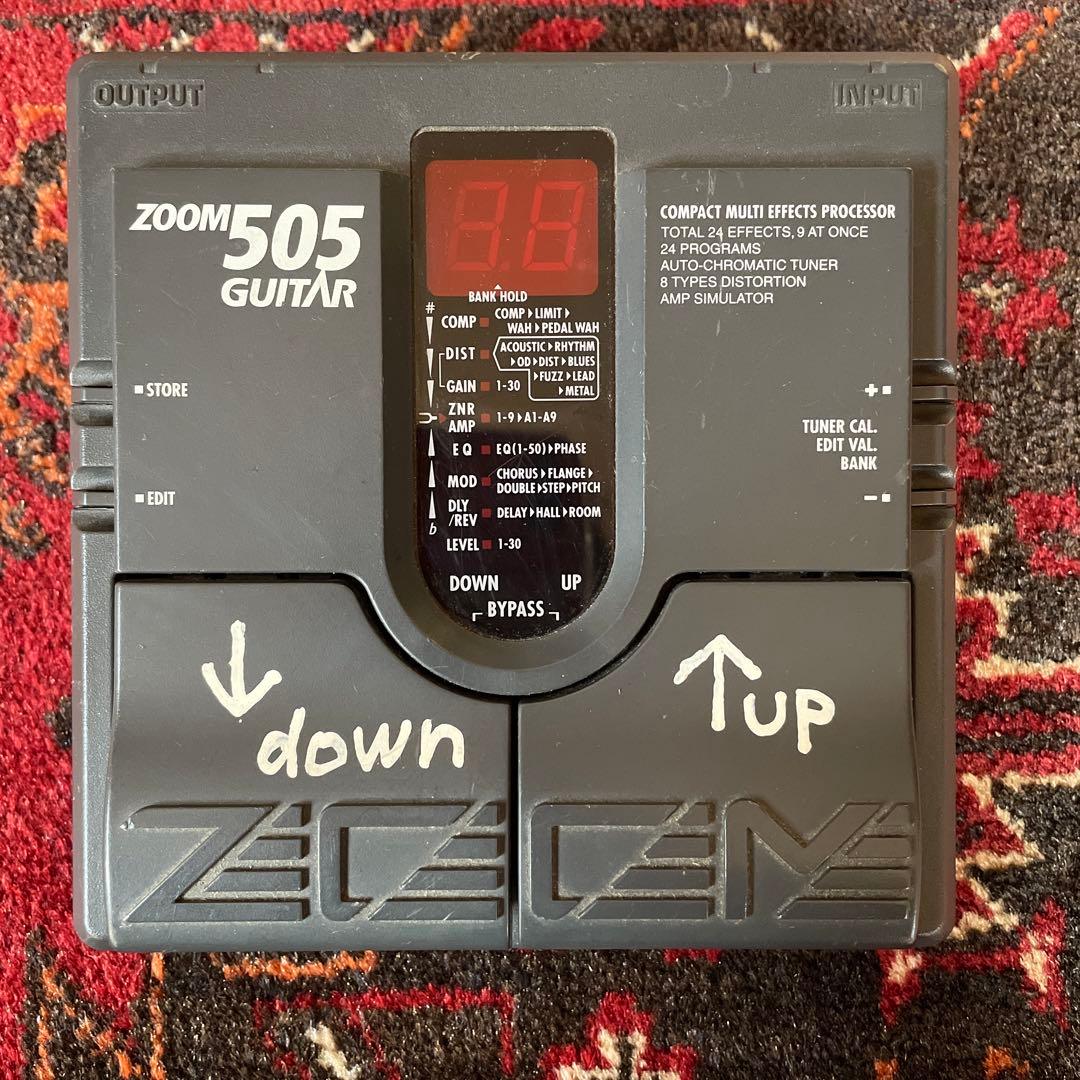 OUTPUT
INPUT
ZOOM 505
GUITAR
COMPACT MULTI EFFECTS PROCESSOR
TOTAL 24 EFFECTS, 9 AT ONCE
24 PROGRAMS
AUTO-CHROMATIC TUNER
8 TYPES DISTORTION
AMP SIMULATOR
8.8
BANK HOLD
#
COMP COMP▶LIMIT▶
WAH▶PEDAL WAH
DIST ACOUSTIC▶RHYTHM
▶OD▶DIST▶BLUES
▶FUZZ▶LEAD
▶METAL
GAIN 1-30
ZNR
AMP 1-9▶A1-A9
EQ EQ(1-50)▶PHASE
MOD CHORUS▶FLANGE▶
DOUBLE▶STEP▶PITCH
DLY
/REV DELAY▶HALL▶ROOM
b
LEVEL 1-30
DOWN UP
BYPASS
■STORE
■EDIT
+■
TUNER CAL.
EDIT VAL.
BANK
-■
↓ down
↑ up
ZOOM